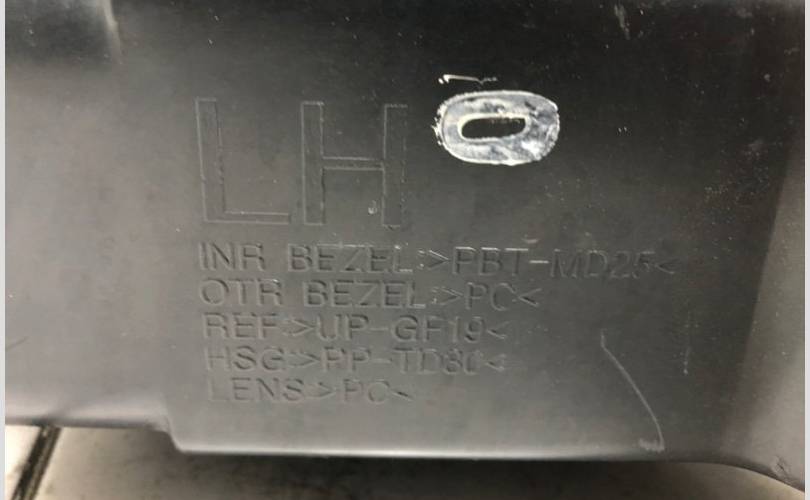 LH
INR BEZEL:>PBT-MD25<
OTR BEZEL:>PC<
REF>UP-GF19<
HSG>PP-TD80<
LENS>PC<